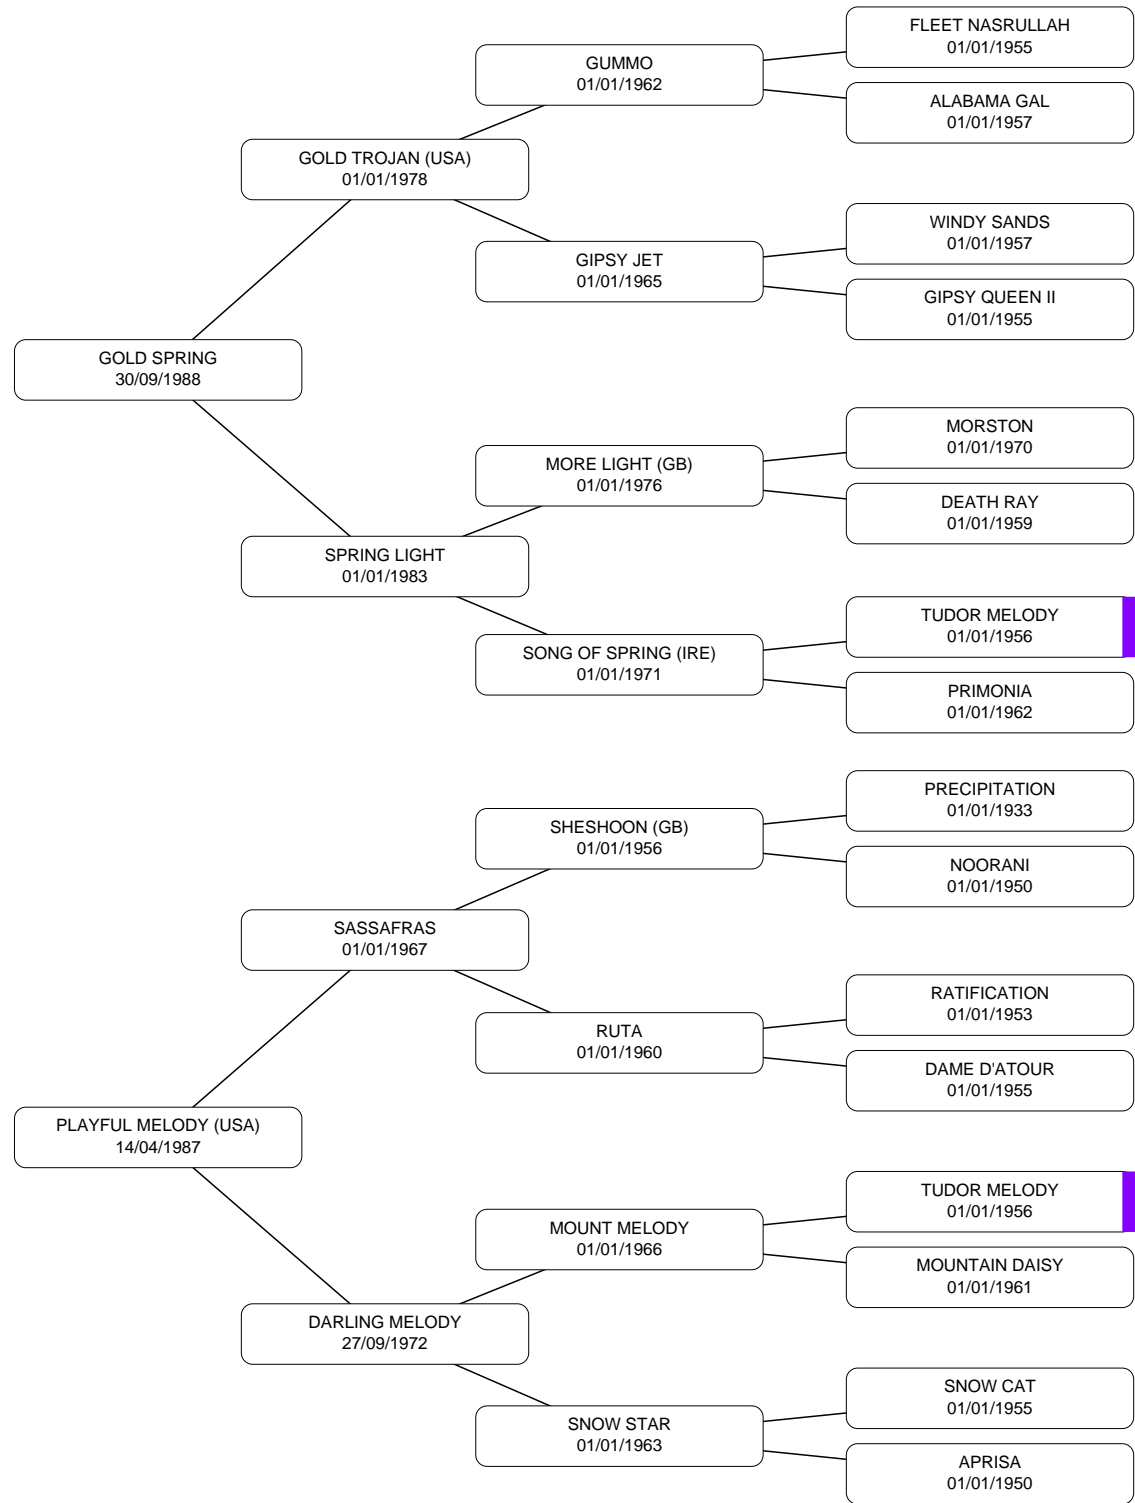 FLEET NASRULLAH
01/01/1955
GUMMO
01/01/1962
ALABAMA GAL
01/01/1957
GOLD TROJAN (USA)
01/01/1978
WINDY SANDS
01/01/1957
GIPSY JET
01/01/1965
GIPSY QUEEN II
01/01/1955
GOLD SPRING
30/09/1988
MORSTON
01/01/1970
MORE LIGHT (GB)
01/01/1976
DEATH RAY
01/01/1959
SPRING LIGHT
01/01/1983
TUDOR MELODY
01/01/1956
SONG OF SPRING (IRE)
01/01/1971
PRIMONIA
01/01/1962
PRECIPITATION
01/01/1933
SHESHOON (GB)
01/01/1956
NOORANI
01/01/1950
SASSAFRAS
01/01/1967
RATIFICATION
01/01/1953
RUTA
01/01/1960
DAME D'ATOUR
01/01/1955
PLAYFUL MELODY (USA)
14/04/1987
TUDOR MELODY
01/01/1956
MOUNT MELODY
01/01/1966
MOUNTAIN DAISY
01/01/1961
DARLING MELODY
27/09/1972
SNOW CAT
01/01/1955
SNOW STAR
01/01/1963
APRISA
01/01/1950